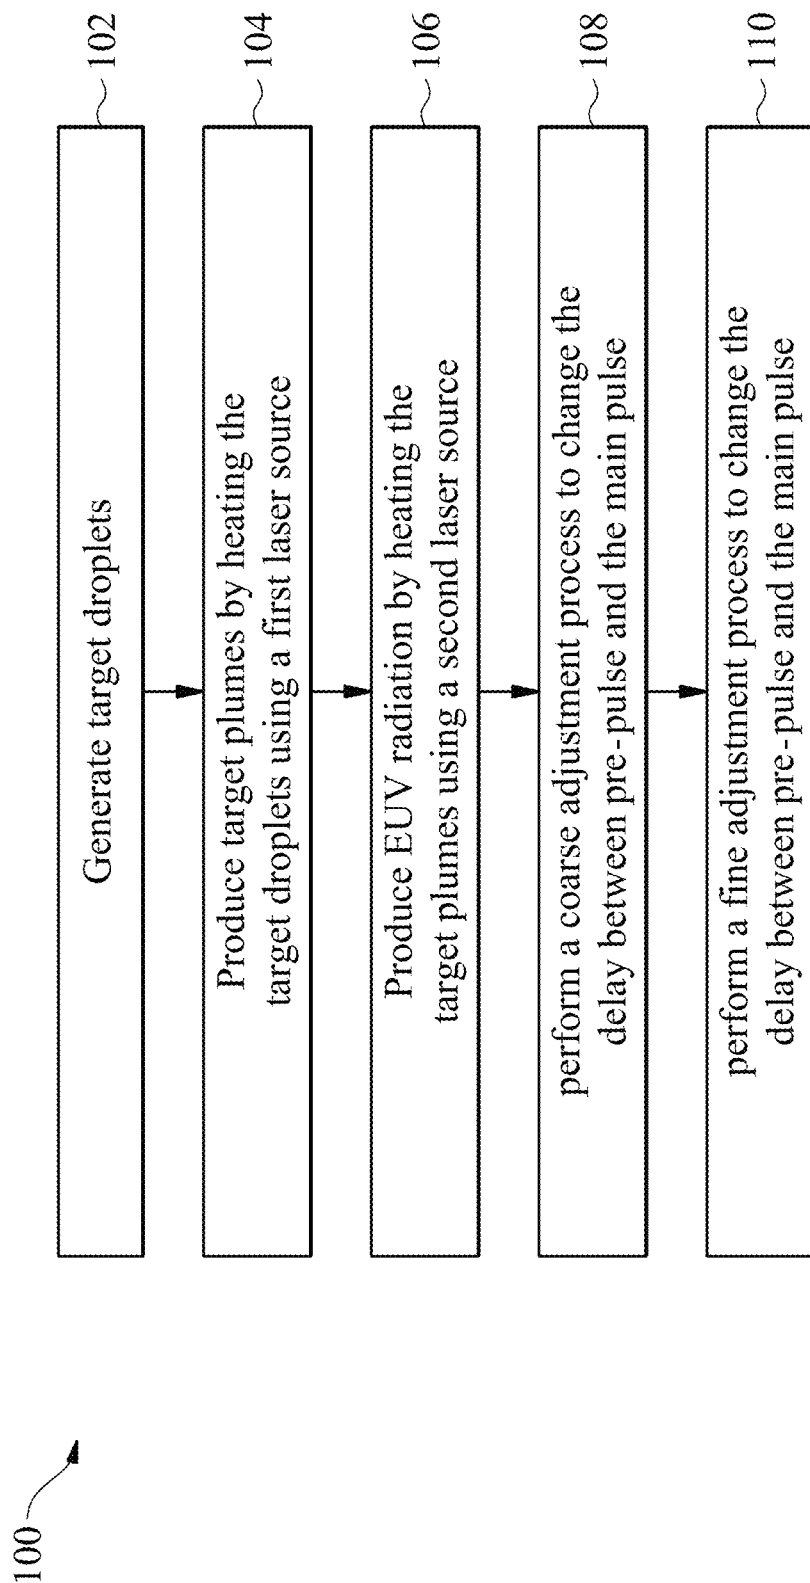 100
Generate target droplets
102
Produce target plumes by heating the
target droplets using a first laser source
104
Produce EUV radiation by heating the
target plumes using a second laser source
106
perform a coarse adjustment process to change the
delay between pre-pulse and the main pulse
108
perform a fine adjustment process to change the
delay between pre-pulse and the main pulse
110